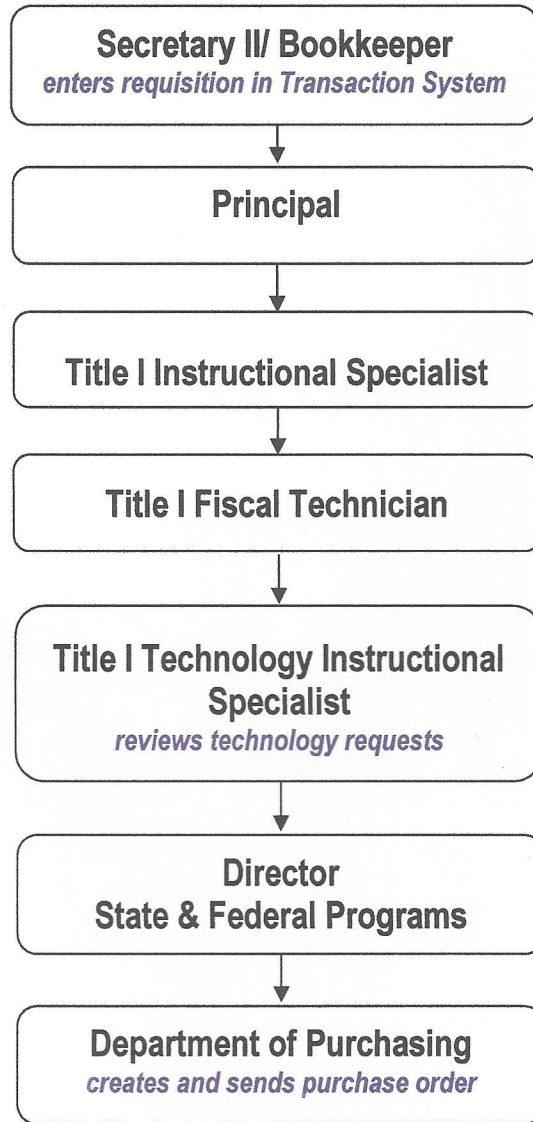 Secretary II/ Bookkeeper
enters requisition in Transaction System
Principal
Title I Instructional Specialist
Title I Fiscal Technician
Title I Technology Instructional
Specialist
reviews technology requests
Director
State & Federal Programs
Department of Purchasing
creates and sends purchase order